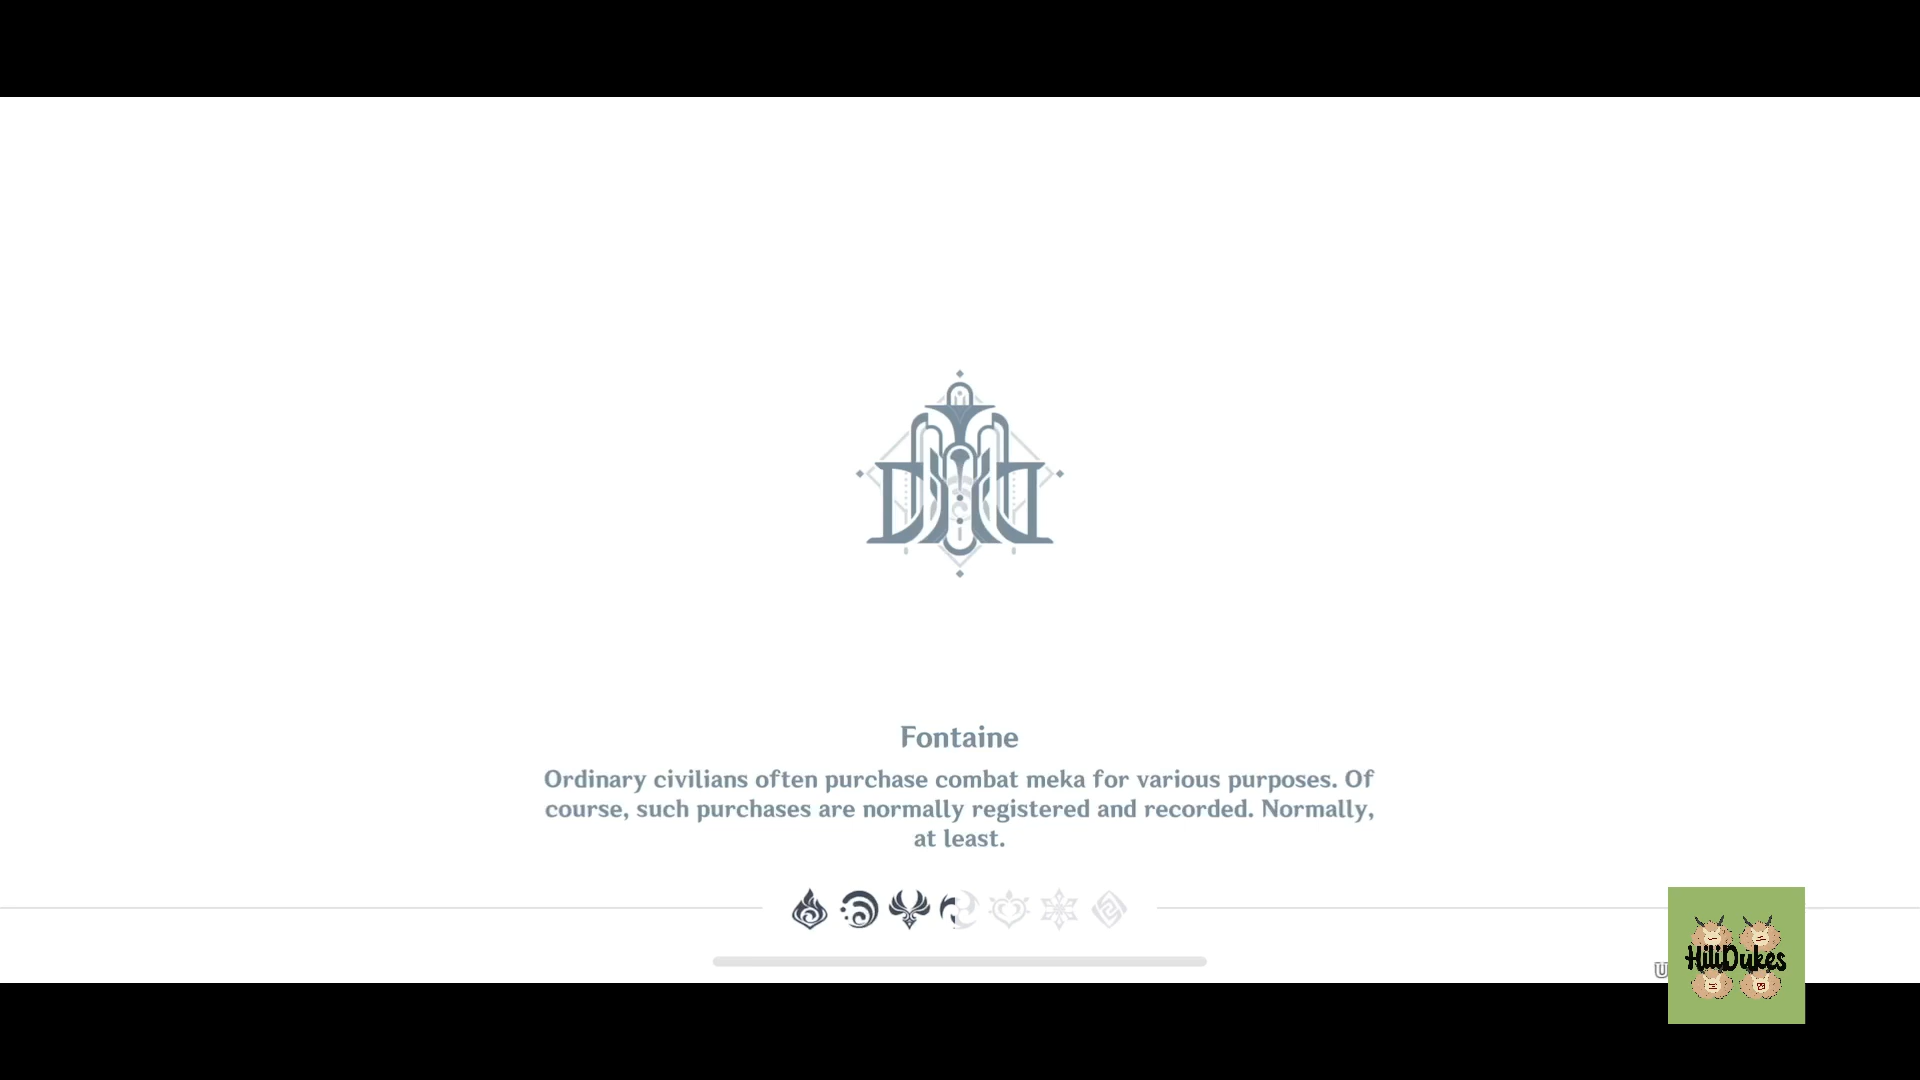 Fontaine
Ordinary civilians often purchase combat meka for various purposes. Of
course, such purchases are normally registered and recorded. Normally,
at least.
U
HiliDukes